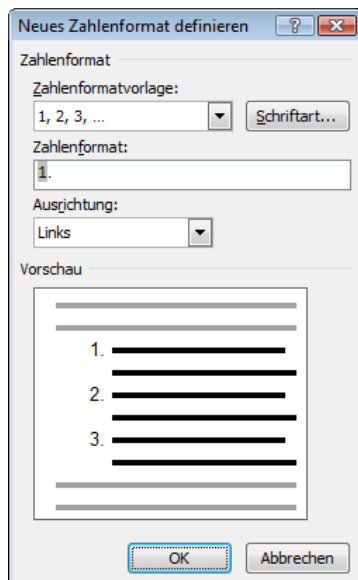 Neues Zahlenformat definieren
Zahlenformat
Zahlenformatvorlage:
1, 2, 3, ...
Schriftart...
Zahlenformat:
1.
Ausrichtung:
Links
Vorschau
1.
2.
3.
OK
Abbrechen